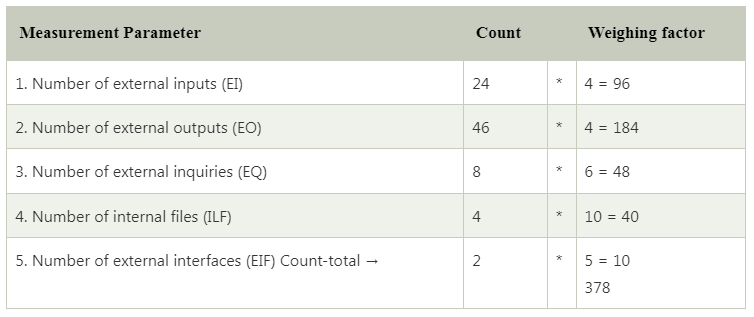 Measurement Parameter Count Weighing factor
1. Number of external inputs (EI) 24 * 4 = 96
2. Number of external outputs (EO) 46 * 4 = 184
3. Number of external inquiries (EQ) 8 * 6 = 48
4. Number of internal files (ILF) 4 * 10 = 40
5. Number of external interfaces (EIF) Count-total → 2 * 5 = 10
378